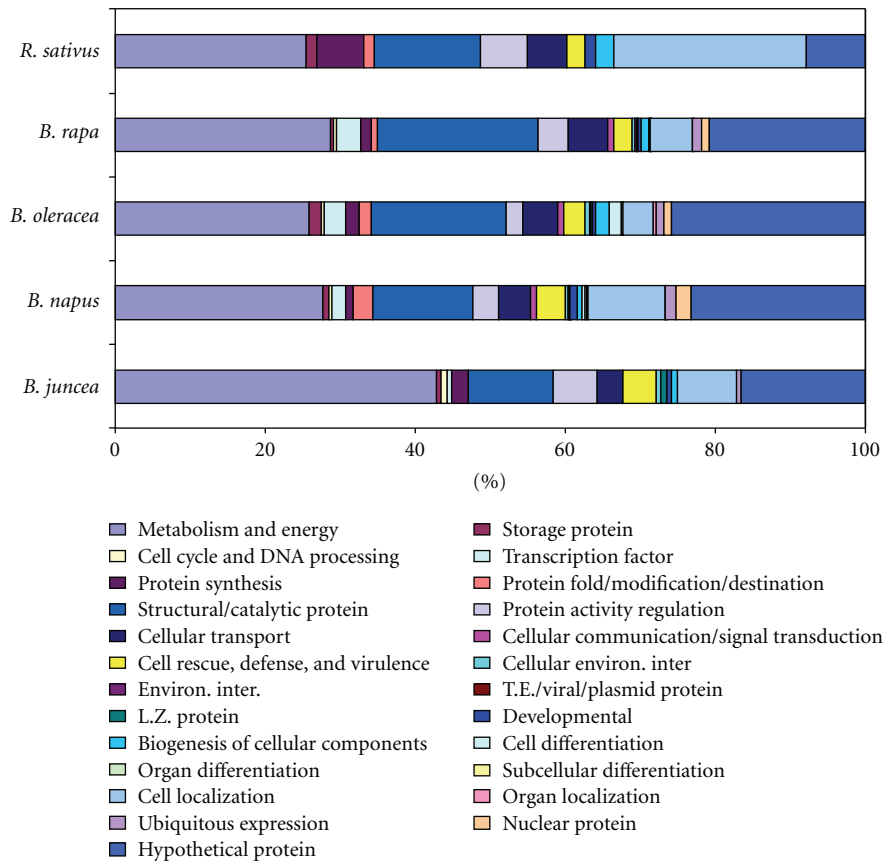 R. sativus
B. rapa
B. oleracea
B. napus
B. juncea
0 20 40 60 80 100
(%)
Metabolism and energy Storage protein
Cell cycle and DNA processing Transcription factor
Protein synthesis Protein fold/modification/destination
Structural/catalytic protein Protein activity regulation
Cellular transport Cellular communication/signal transduction
Cell rescue, defense, and virulence Cellular environ. inter
Environ. inter. T.E./viral/plasmid protein
L.Z. protein Developmental
Biogenesis of cellular components Cell differentiation
Organ differentiation Subcellular differentiation
Cell localization Organ localization
Ubiquitous expression Nuclear protein
Hypothetical protein